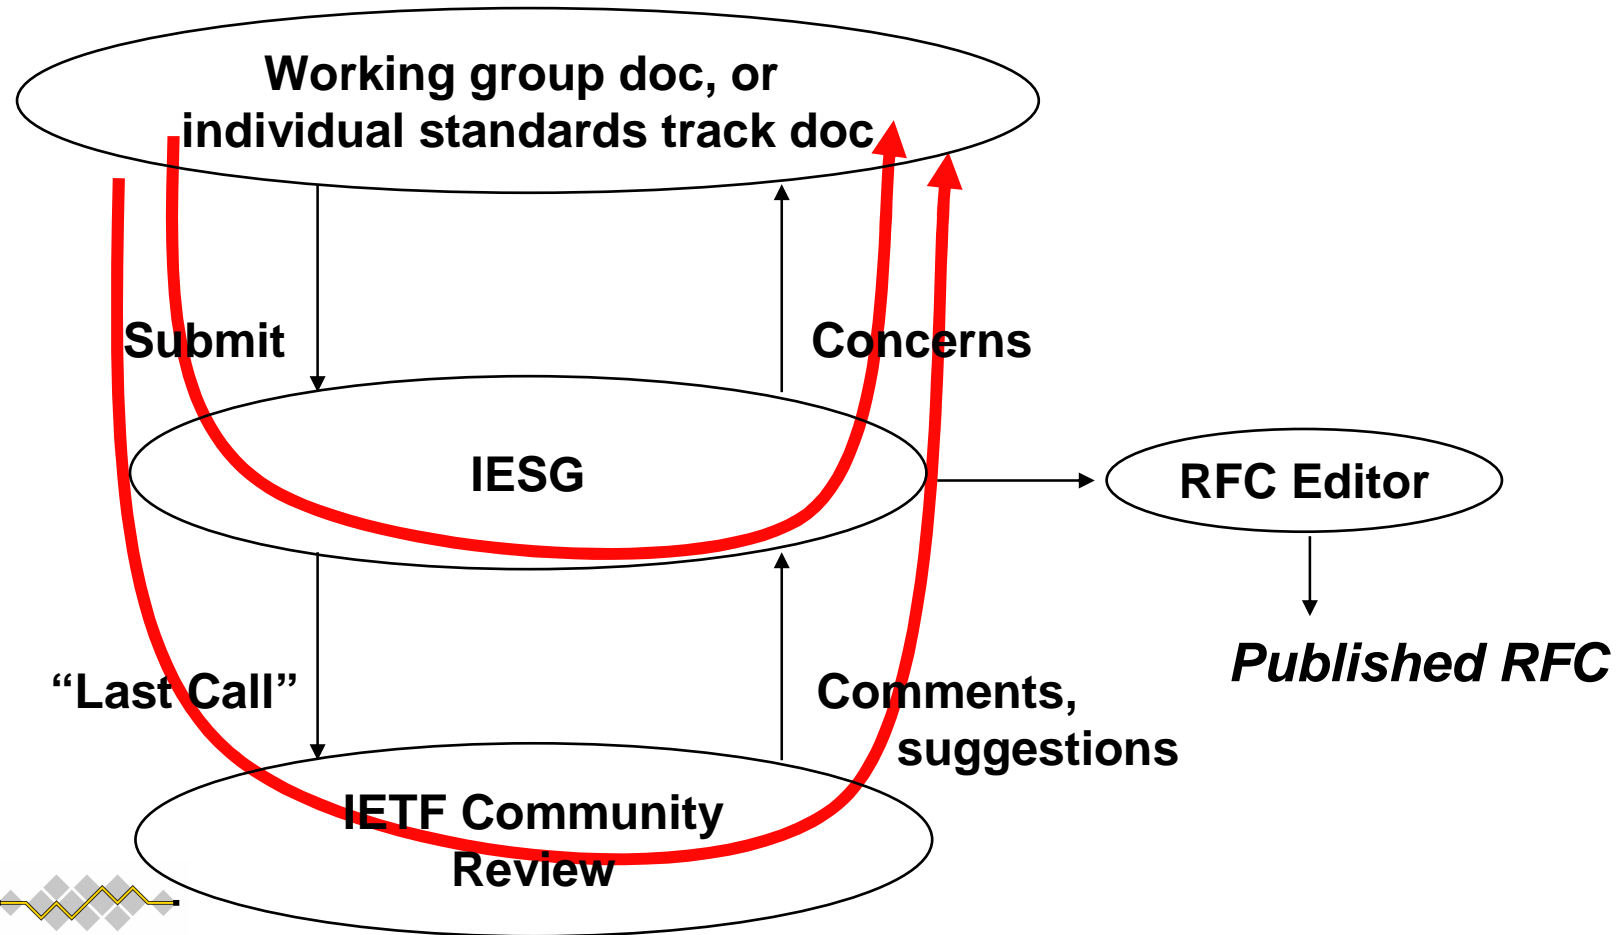 Working group doc, or
individual standards track doc
Submit
Concerns
IESG
RFC Editor
“Last Call”
Comments,
suggestions
Published RFC
IETF Community
Review